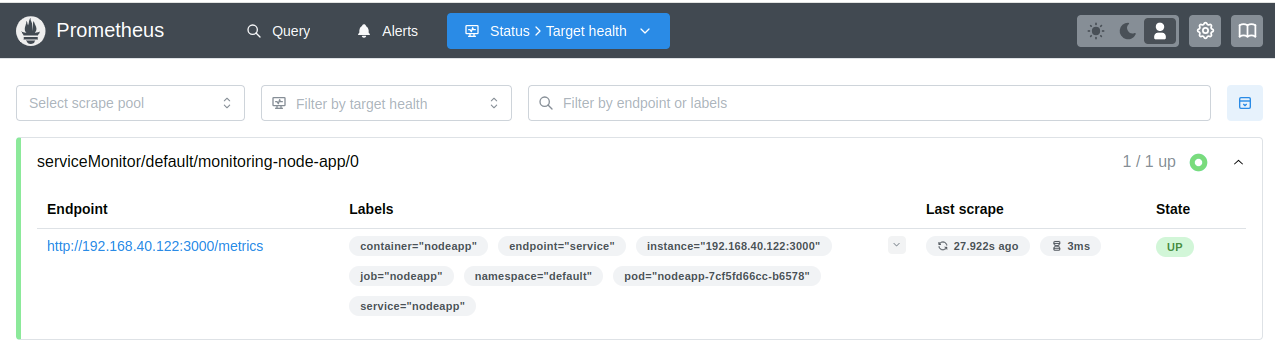 Prometheus Query Alerts Status > Target health
Select scrape pool Filter by target health Filter by endpoint or labels
serviceMonitor/default/monitoring-node-app/0 1 / 1 up
Endpoint Labels Last scrape State
http://192.168.40.122:3000/metrics container="nodeapp" endpoint="service" instance="192.168.40.122:3000" 27.922s ago 3ms UP
job="nodeapp" namespace="default" pod="nodeapp-7cf5fd66cc-b6578"
service="nodeapp"